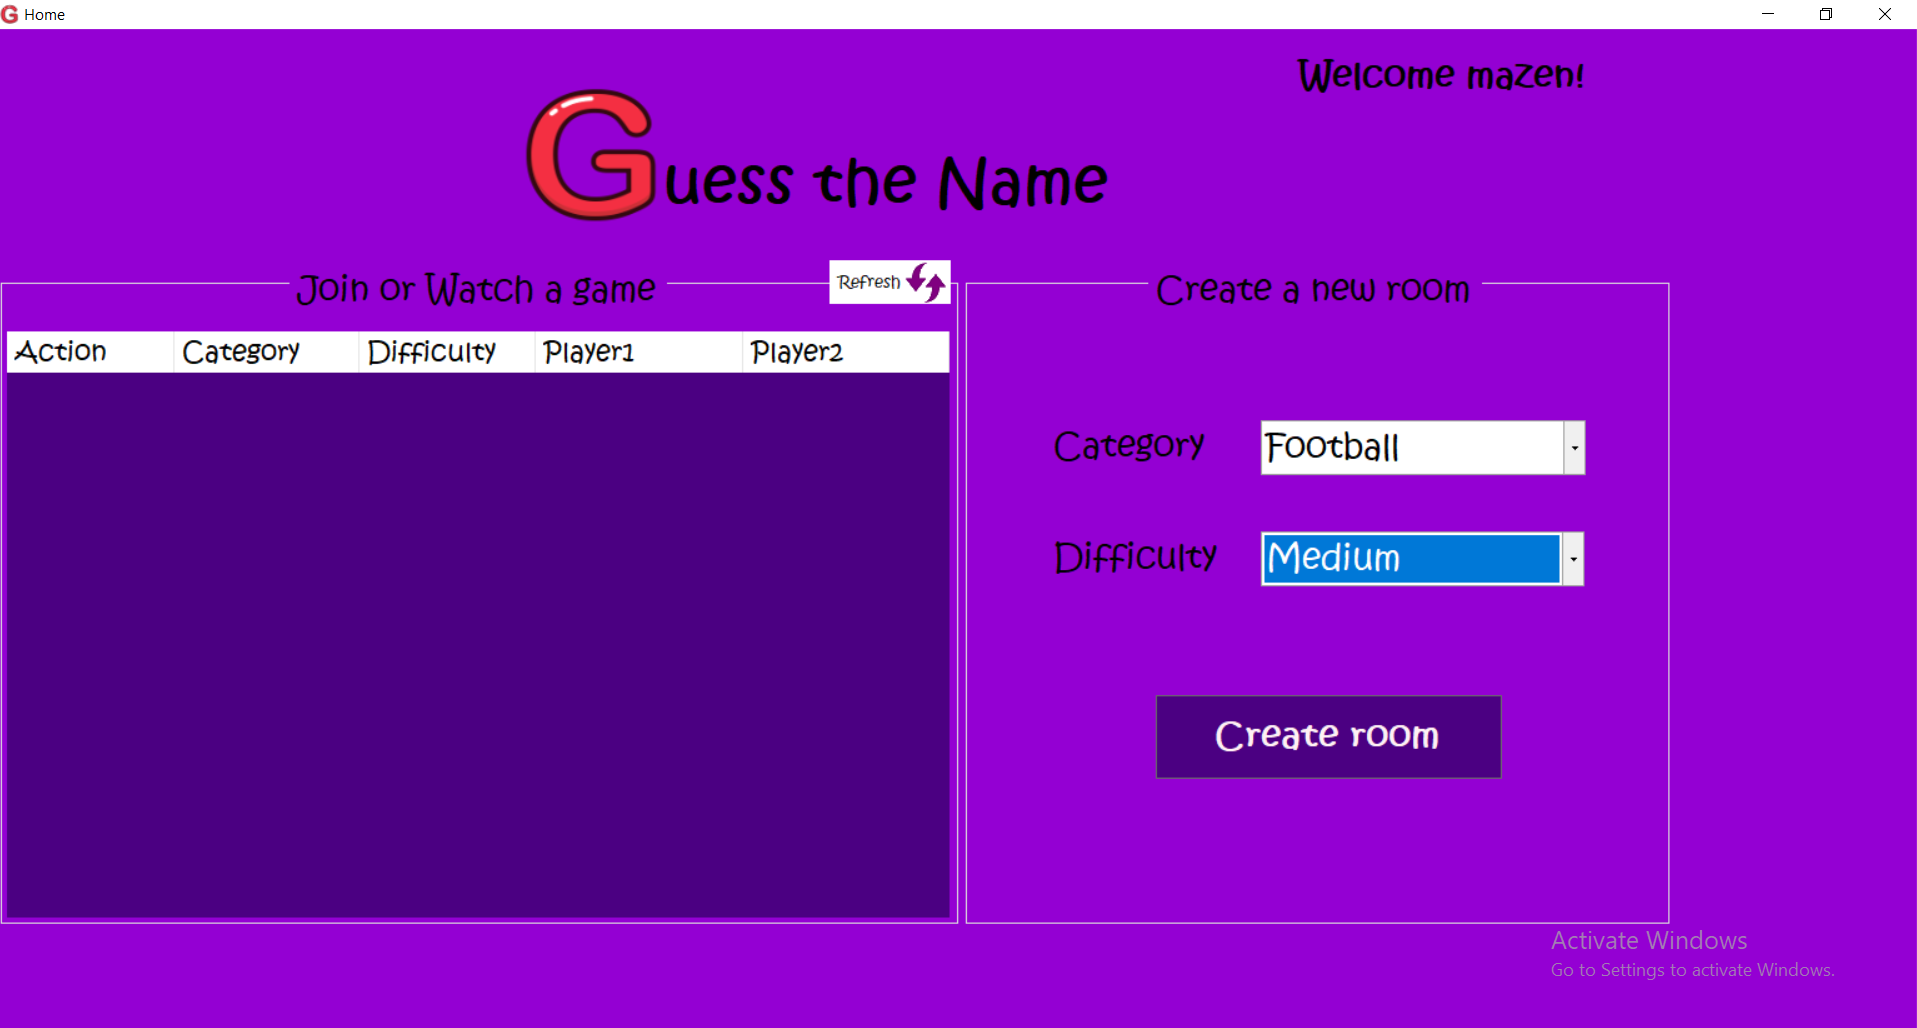 Home
Welcome mazen!
Guess the Name
Join or Watch a game
Refresh
Action Category Difficulty Player1 Player2
Create a new room
Category Football
Difficulty Medium
Create room
Activate Windows
Go to Settings to activate Windows.